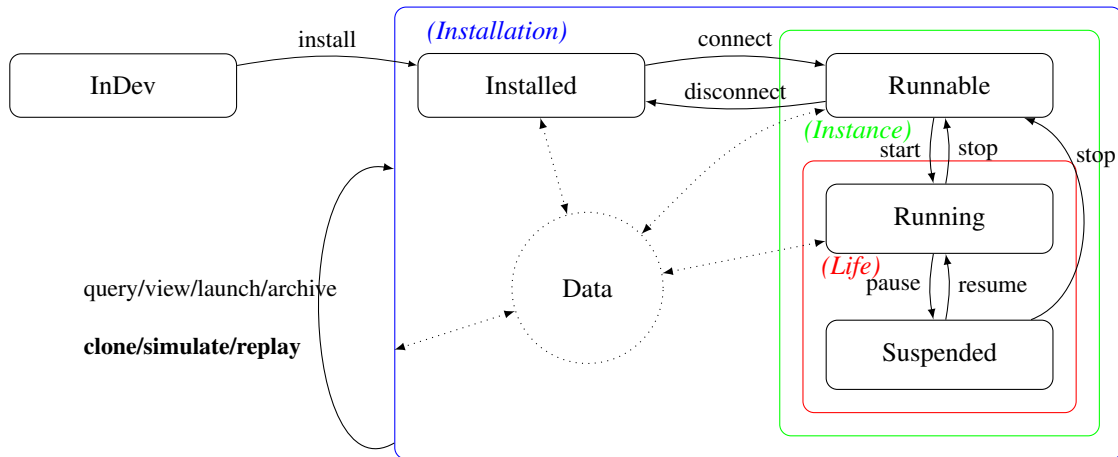 (Installation)
install
connect
InDev
Installed
Runnable
disconnect
(Instance)
start
stop
stop
Running
(Life)
Data
query/view/launch/archive
pause
resume
clone/simulate/replay
Suspended